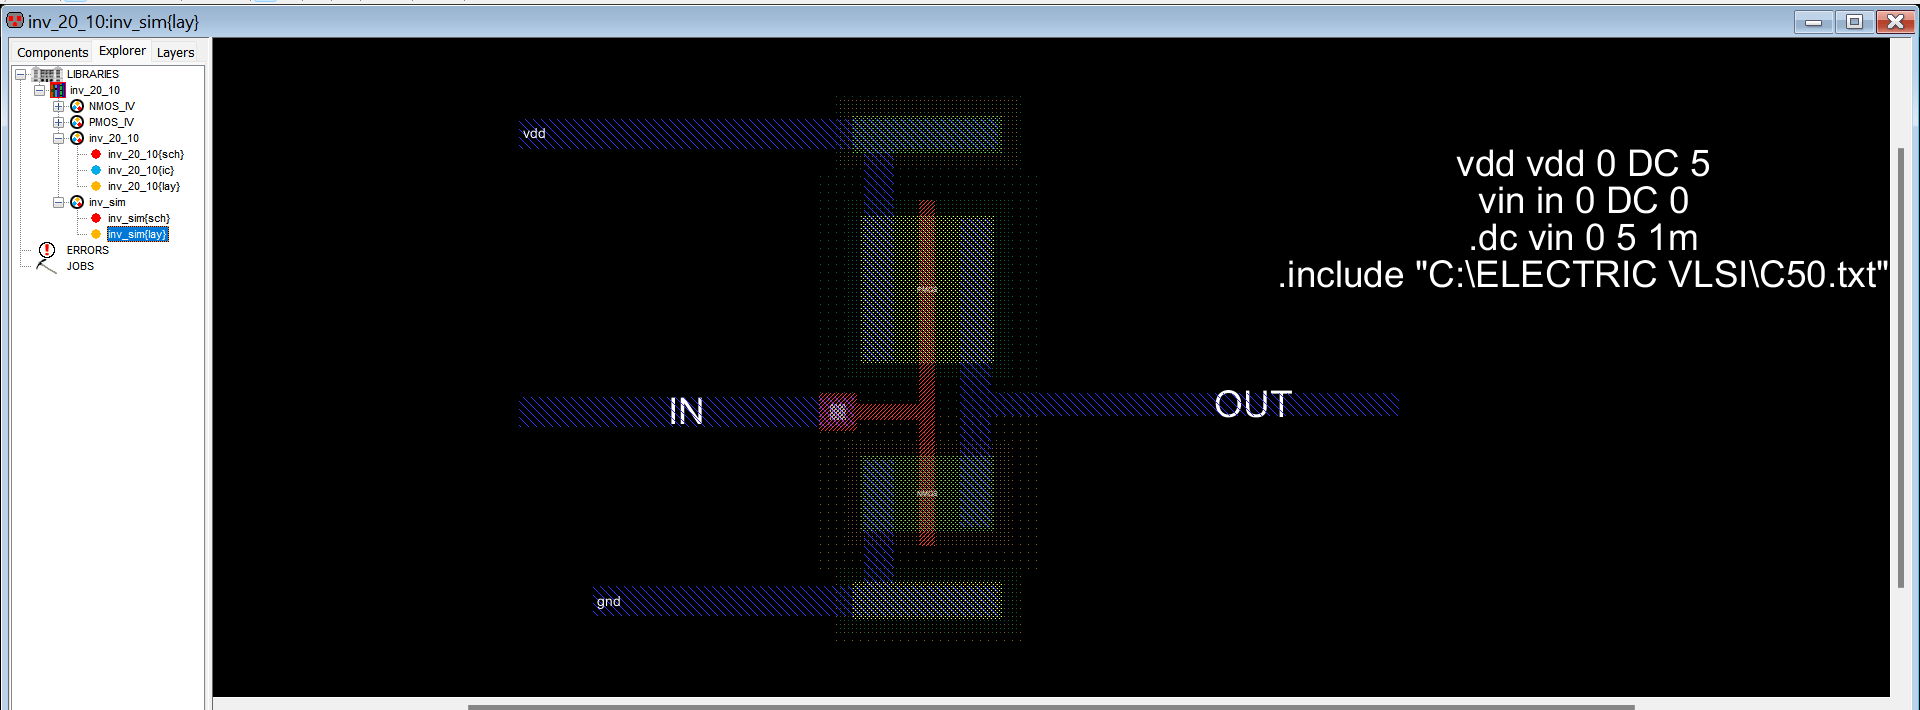 inv_20_10:inv_sim{lay}
Components Explorer Layers
LIBRARIES
inv_20_10
NMOS_IV
PMOS_IV
inv_20_10
inv_20_10{sch}
inv_20_10{ic}
inv_20_10{lay}
inv_sim
inv_sim{sch}
inv_sim{lay}
ERRORS
JOBS
vdd
IN
OUT
gnd
vdd vdd 0 DC 5
vin in 0 DC 0
.dc vin 0 5 1m
.include "C:\ELECTRIC VLSI\C50.txt"